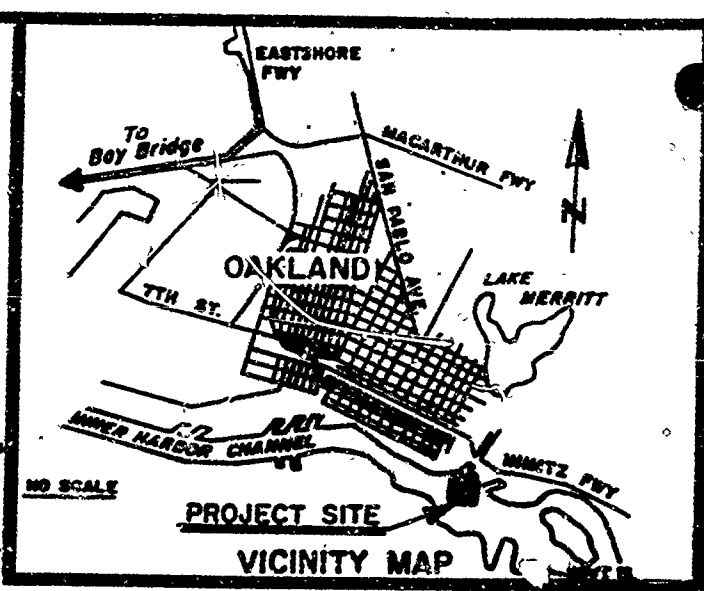 EASTSHORE
FWY
To
Bay Bridge
MACARTHUR FWY
SAN PABLO AVE.
N
OAKLAND
LAKE
MERRITT
7TH ST.
INNER HARBOR CHANNEL
NIMITZ FWY
NO SCALE
PROJECT SITE
VICINITY MAP